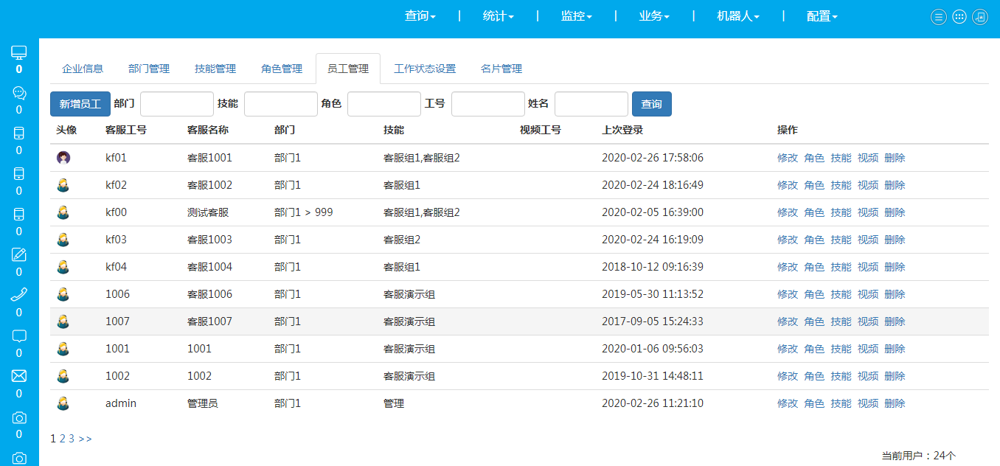 查询 | 统计 | 监控 | 业务 | 机器人 | 配置
0
0
0
0
0
0
0
0
0
0
企业信息 部门管理 技能管理 角色管理 员工管理 工作状态设置 名片管理
新增员工 部门 技能 角色 工号 姓名 查询
头像 客服工号 客服名称 部门 技能 视频工号 上次登录 操作
kf01 客服1001 部门1 客服组1,客服组2 2020-02-26 17:58:06 修改 角色 技能 视频 删除
kf02 客服1002 部门1 客服组1 2020-02-24 18:16:49 修改 角色 技能 视频 删除
kf00 测试客服 部门1 > 999 客服组1,客服组2 2020-02-05 16:39:00 修改 角色 技能 视频 删除
kf03 客服1003 部门1 客服组2 2020-02-24 16:19:09 修改 角色 技能 视频 删除
kf04 客服1004 部门1 客服组1 2018-10-12 09:16:39 修改 角色 技能 视频 删除
1006 客服1006 部门1 客服演示组 2019-05-30 11:13:52 修改 角色 技能 视频 删除
1007 客服1007 部门1 客服演示组 2017-09-05 15:24:33 修改 角色 技能 视频 删除
1001 1001 部门1 客服演示组 2020-01-06 09:56:03 修改 角色 技能 视频 删除
1002 1002 部门1 客服演示组 2019-10-31 14:48:11 修改 角色 技能 视频 删除
admin 管理员 部门1 管理 2020-02-26 11:21:10 修改 角色 技能 视频 删除
1 2 3 >>
当前用户：24个